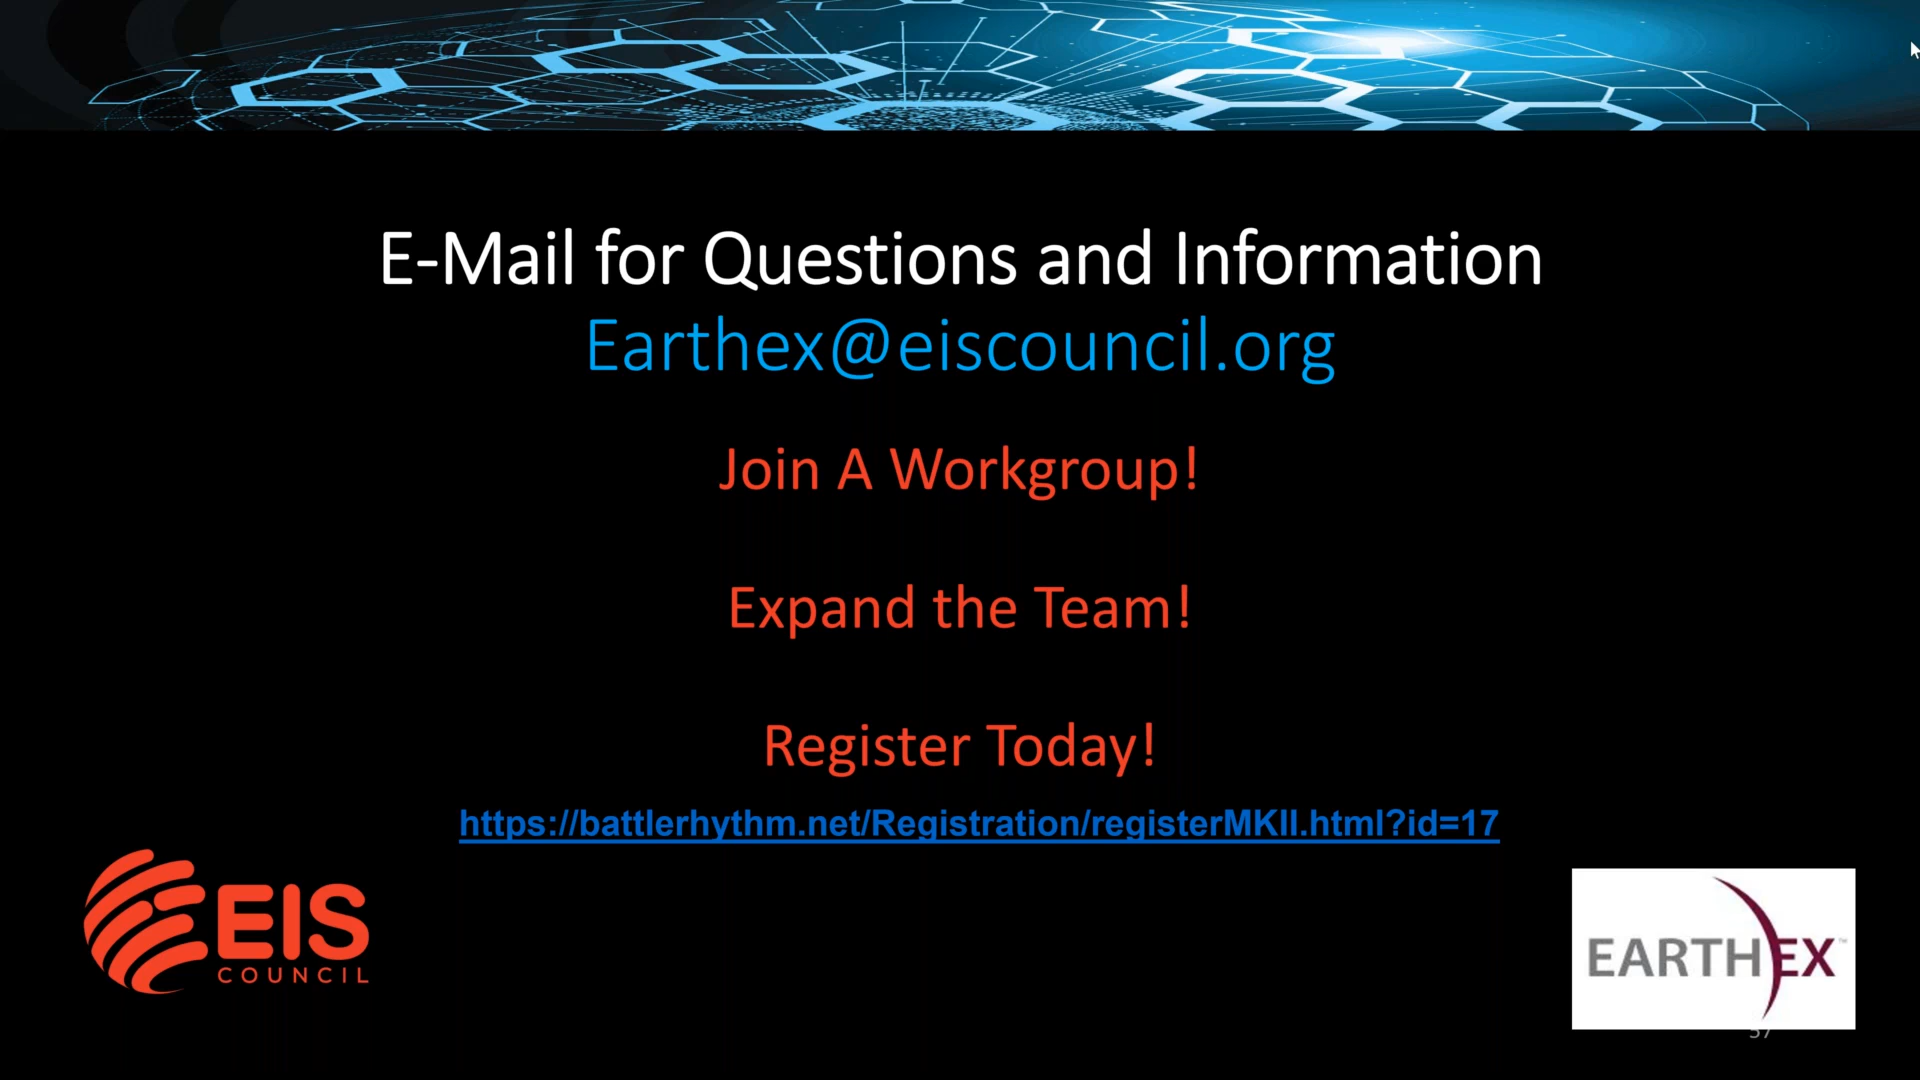 E-Mail for Questions and Information
Earthex@eiscouncil.org
Join A Workgroup!
Expand the Team!
Register Today!
https://battlerhythm.net/Registration/registerMKII.html?id=17
EIS
COUNCIL
EARTHEX™